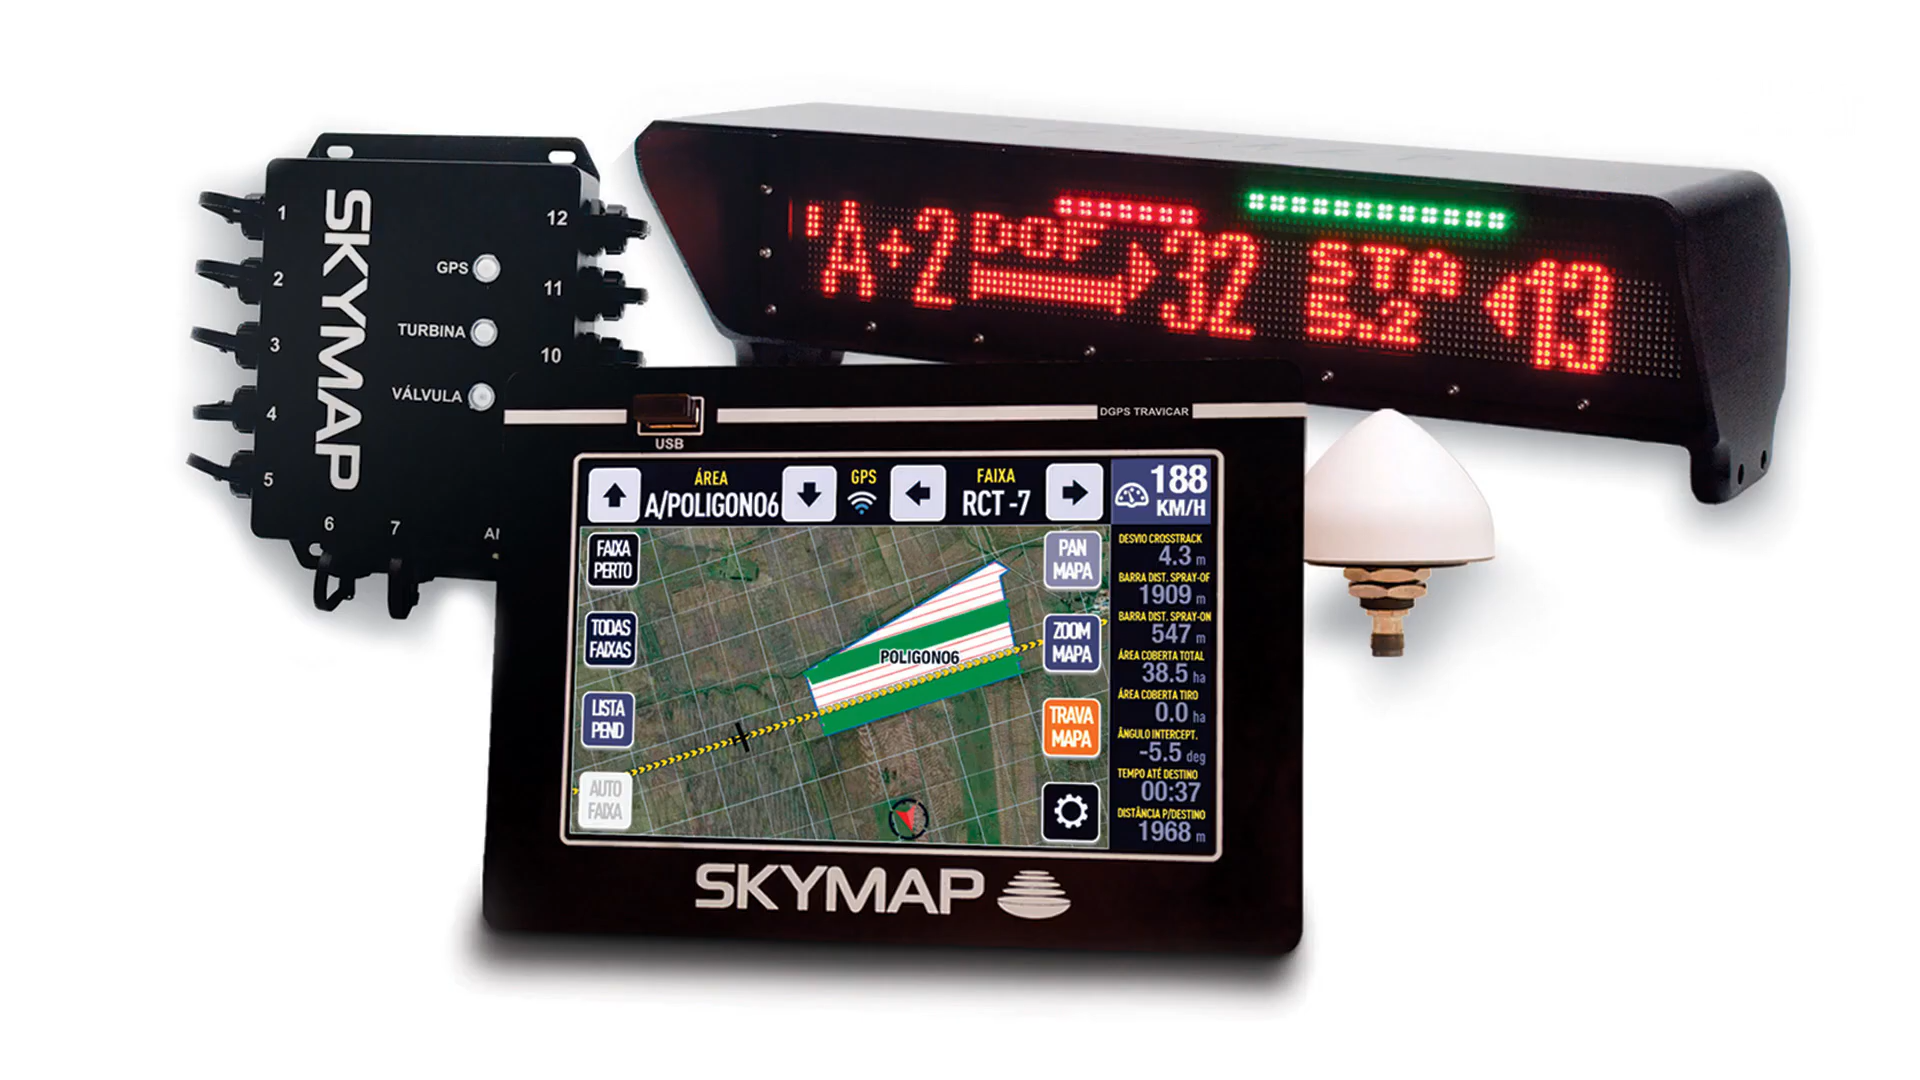 SKYMAP
1
2
3
4
5
6
7
12
11
10
GPS
TURBINA
VÁLVULA
A+2
DOF
32
STA
5.2
13
USB
DGPS TRAVICAR
ÁREA
A/POLIGONO6
GPS
FAIXA
RCT -7
188
KM/H
FAIXA
PERTO
TODAS
FAIXAS
LISTA
PEND
AUTO
FAIXA
POLIGONO6
PAN
MAPA
ZOOM
MAPA
TRAVA
MAPA
DESVIO CROSSTRACK
4.3 m
BARRA DIST. SPRAY-OF
1909 m
BARRA DIST. SPRAY-ON
547 m
ÁREA COBERTA TOTAL
38.5 ha
ÁREA COBERTA TIRO
0.0 ha
ÂNGULO INTERCEPT.
-5.5 deg
TEMPO ATÉ DESTINO
00:37
DISTÂNCIA P/DESTINO
1968 m
SKYMAP